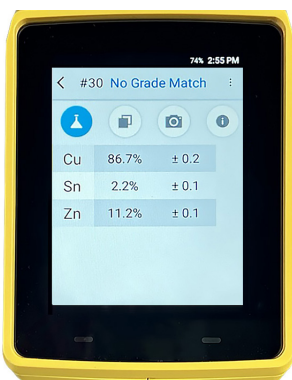 74% 2:55 PM
#30 No Grade Match
Cu 86.7% ± 0.2
Sn 2.2% ± 0.1
Zn 11.2% ± 0.1